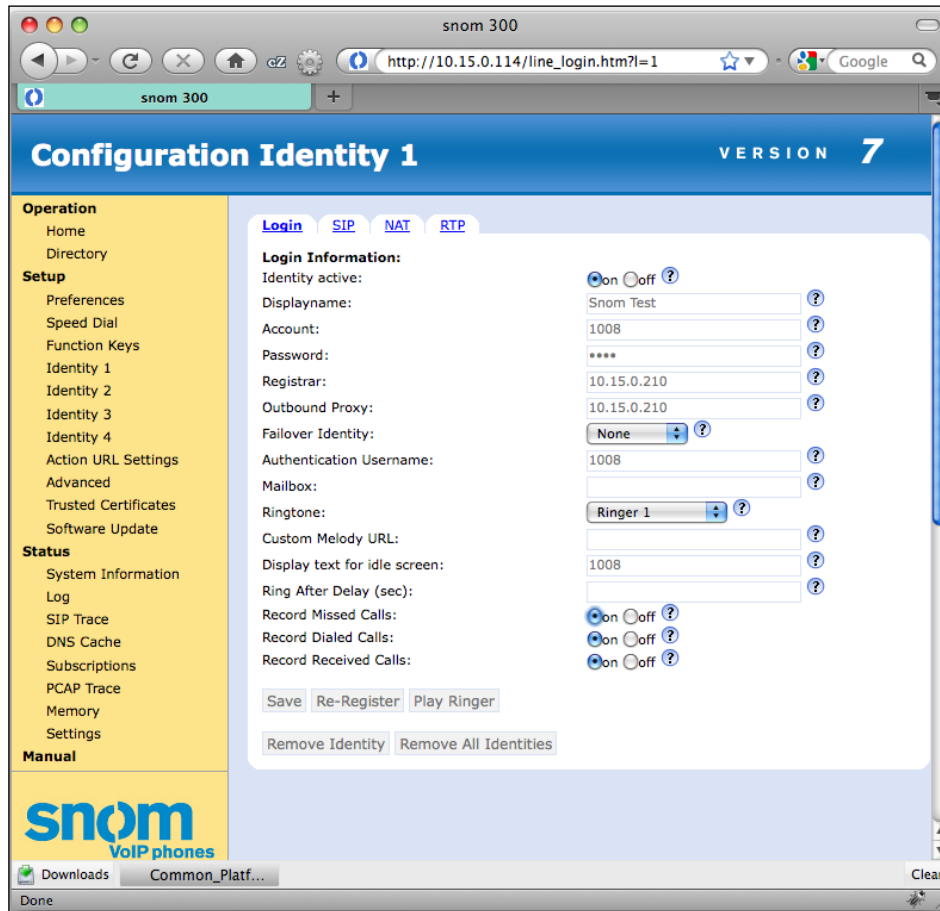 snom 300
http://10.15.0.114/line_login.htm?l=1
Google
snom 300
+
Configuration Identity 1
VERSION 7
Operation
Home
Directory
Setup
Preferences
Speed Dial
Function Keys
Identity 1
Identity 2
Identity 3
Identity 4
Action URL Settings
Advanced
Trusted Certificates
Software Update
Status
System Information
Log
SIP Trace
DNS Cache
Subscriptions
PCAP Trace
Memory
Settings
Manual
snom
VoIP phones
Login SIP NAT RTP
Login Information:
Identity active: on off ?
Displayname: Snom Test ?
Account: 1008 ?
Password: •••• ?
Registrar: 10.15.0.210 ?
Outbound Proxy: 10.15.0.210 ?
Failover Identity: None ?
Authentication Username: 1008 ?
Mailbox: ?
Ringtone: Ringer 1 ?
Custom Melody URL: ?
Display text for idle screen: 1008 ?
Ring After Delay (sec): ?
Record Missed Calls: on off ?
Record Dialed Calls: on off ?
Record Received Calls: on off ?
Save Re-Register Play Ringer
Remove Identity Remove All Identities
Downloads Common_Platf... Clear
Done